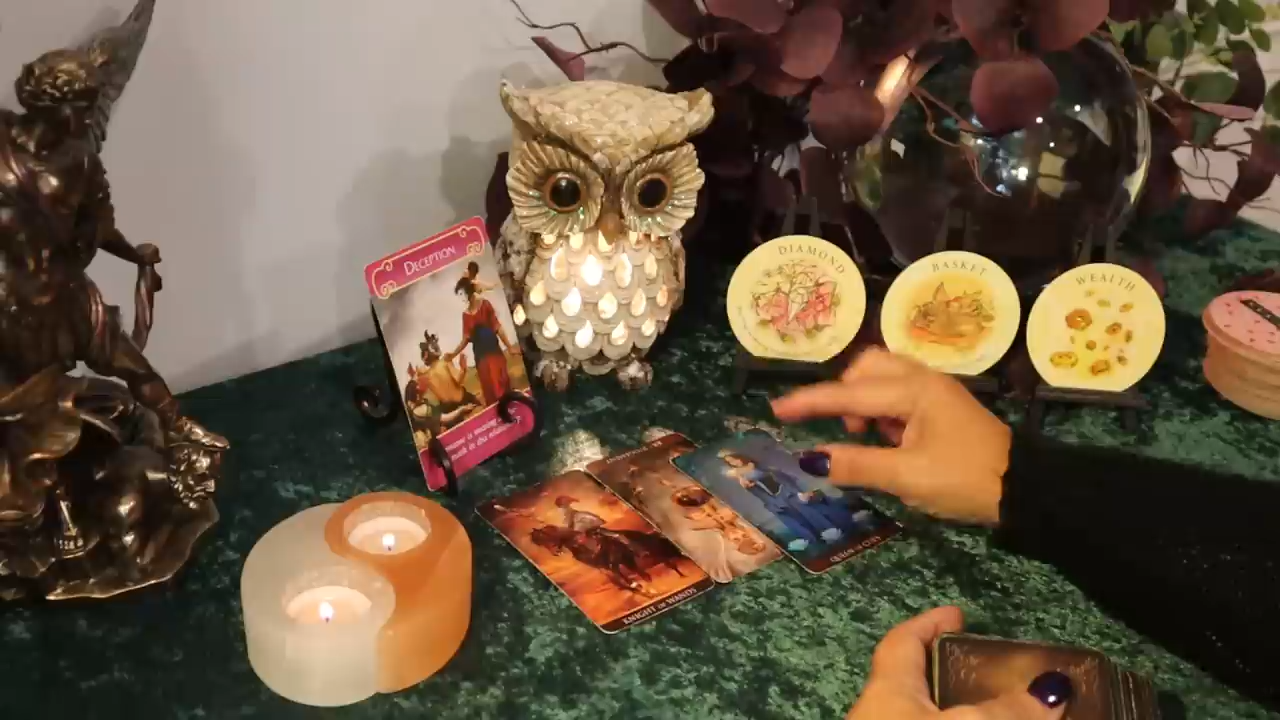 DECEPTION
DIAMOND
BASKET
WEALTH
KNIGHT OF WANDS
QUEEN OF CUPS